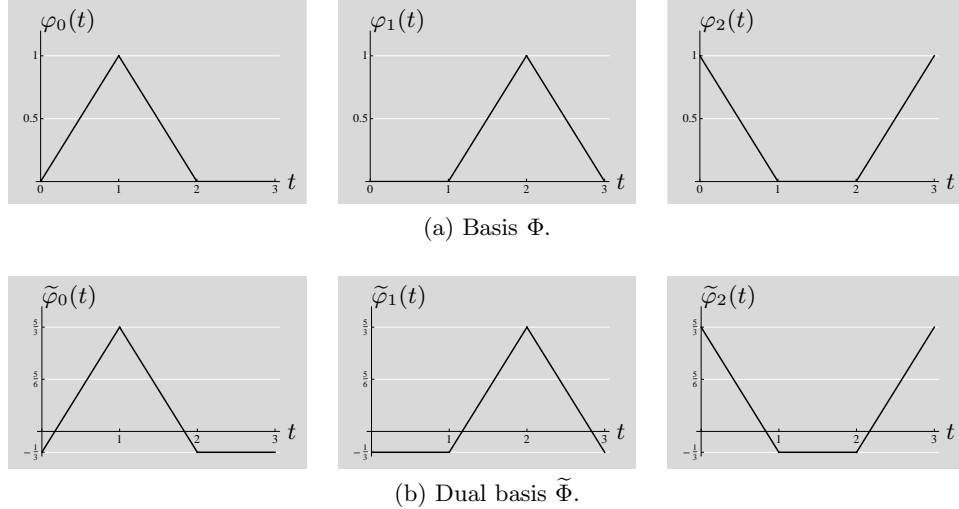 φ₀(t) φ₁(t) φ₂(t)
1 1 1
0.5 0.5 0.5
0 1 2 3 t 0 1 2 3 t 0 1 2 3 t
(a) Basis Φ.
φ̃₀(t) φ̃₁(t) φ̃₂(t)
5/3 5/3 5/3
5/6 5/6 5/6
1 2 3 t 1 2 3 t 1 2 3 t
-1/3 -1/3 -1/3
(b) Dual basis Φ̃.